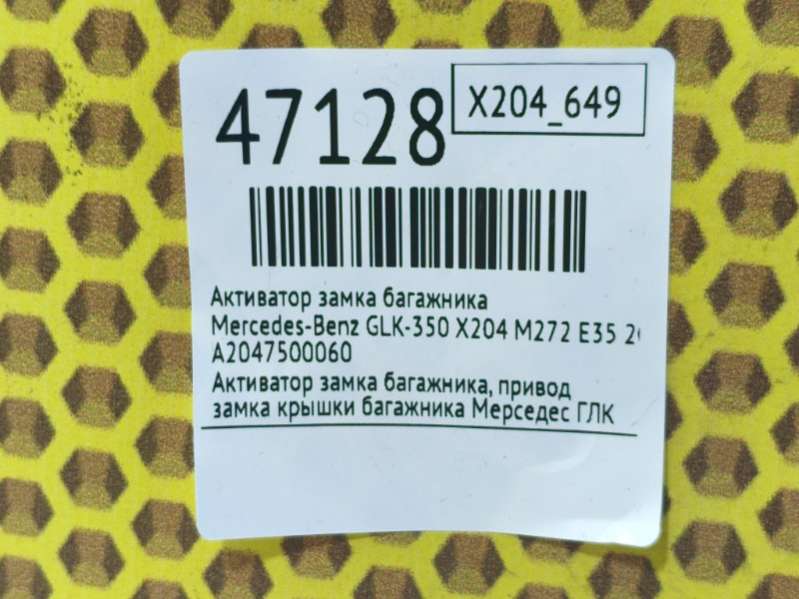 47128
X204_649
Активатор замка багажника
Mercedes-Benz GLK-350 X204 M272 E35
A2047500060
Активатор замка багажника, привод
замка крышки багажника Мерседес ГЛК